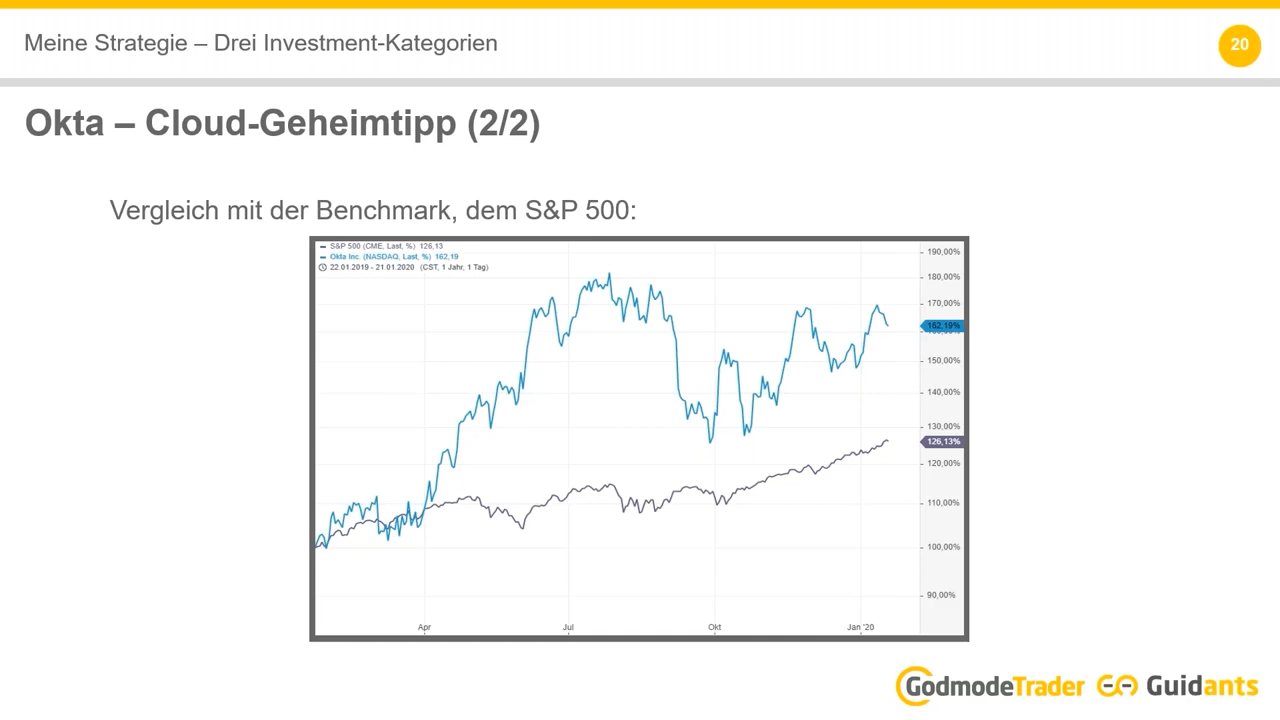 Meine Strategie – Drei Investment-Kategorien
20
Okta – Cloud-Geheimtipp (2/2)
Vergleich mit der Benchmark, dem S&P 500:
S&P 500 (CME, Last, %) 126,13
Okta Inc. (NASDAQ, Last, %) 162,19
22.01.2019 - 21.01.2020 (CST, 1 Jahr, 1 Tag)
190,00%
180,00%
170,00%
162,19%
150,00%
140,00%
130,00%
126,13%
120,00%
110,00%
100,00%
90,00%
Apr Jul Okt Jan '20
GodmodeTrader Guidants